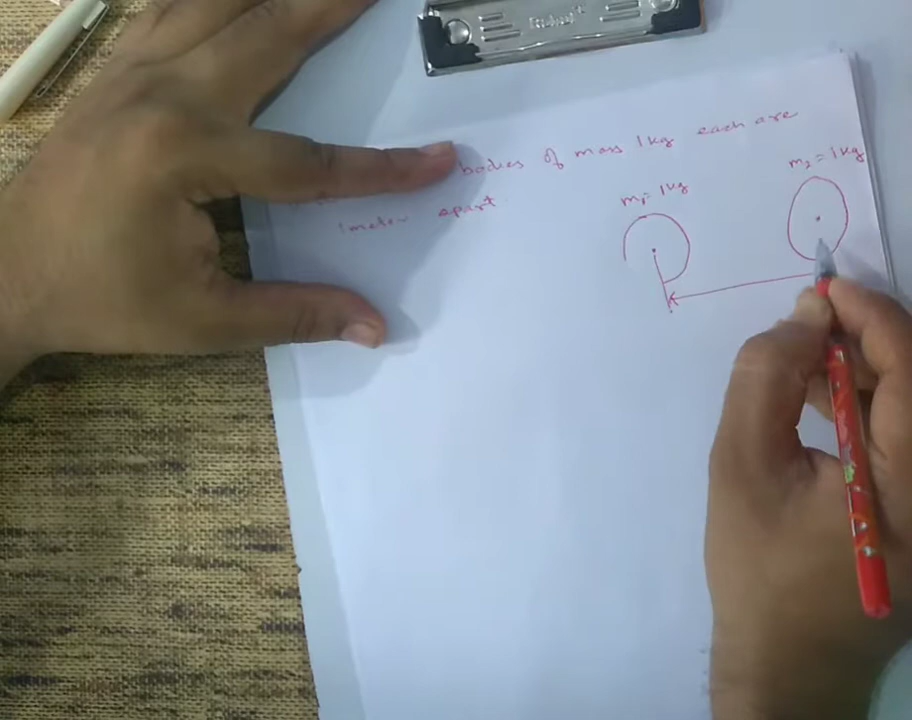 bodies of mass 1kg each are
1meter apart.
m₁=1kg
m₂=1kg